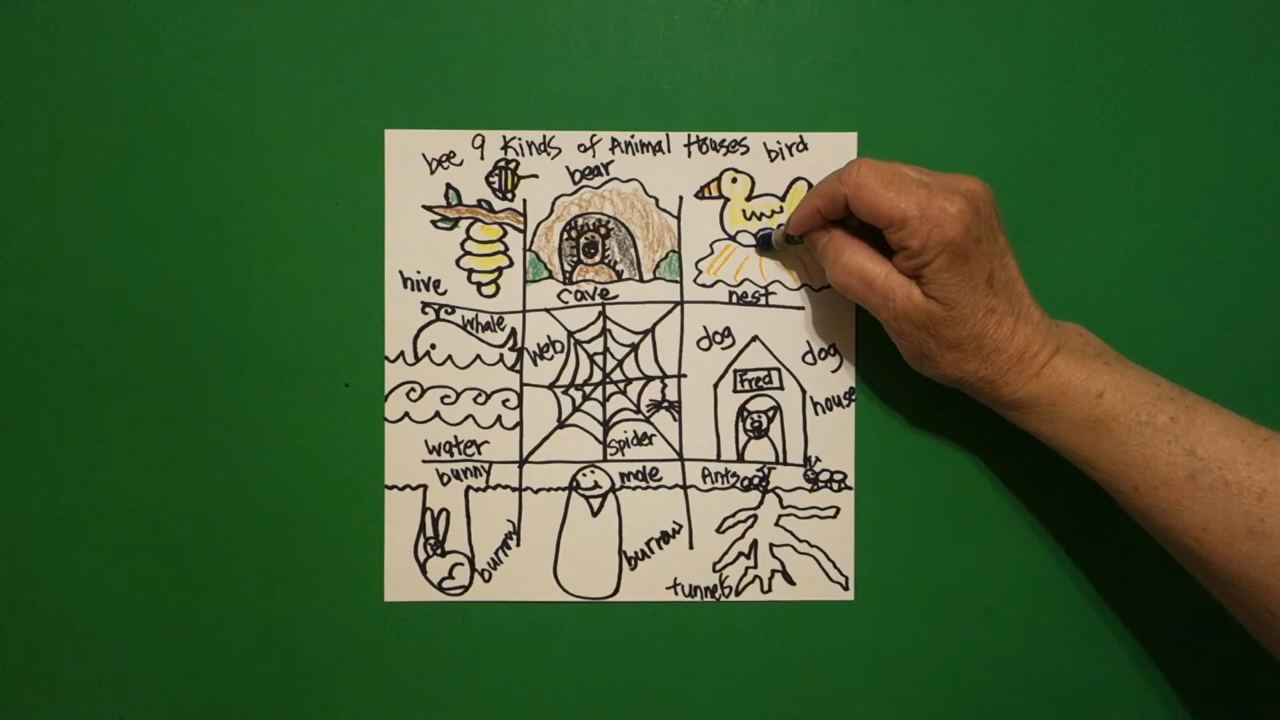 9 Kinds of Animal Houses
bee
bear
bird
hive
cave
nest
whale
web
dog
dog
house
Fred
water
spider
bunny
mole
Ants
burrow
burrow
tunnels